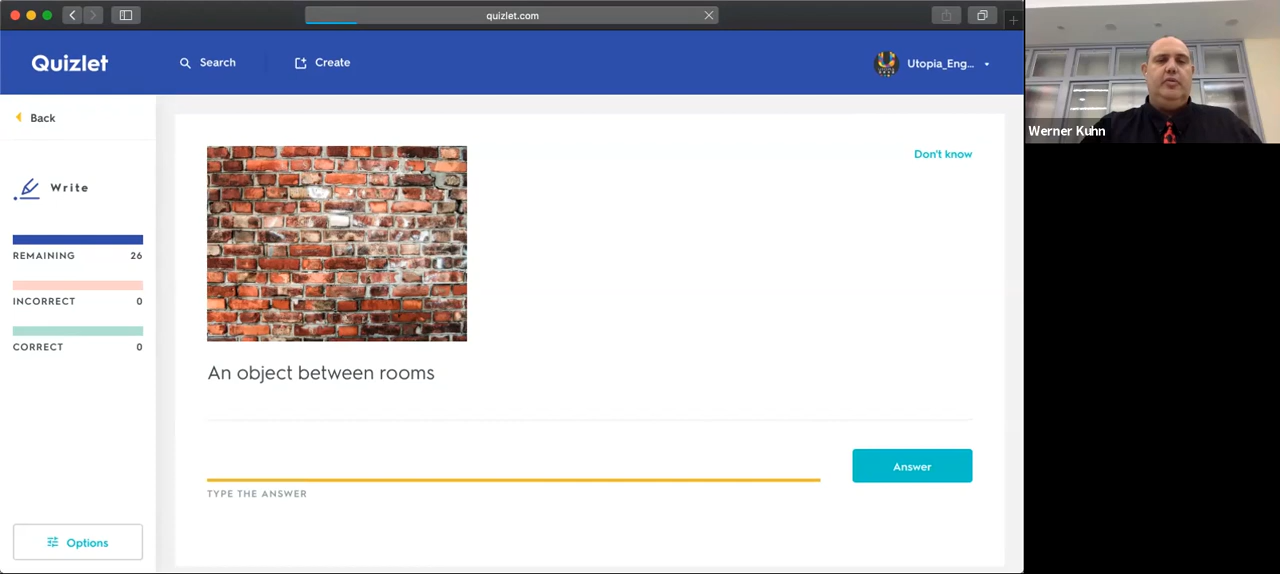 quizlet.com
Quizlet
Search
Create
Utopia_Eng...
Back
Write
REMAINING 26
INCORRECT 0
CORRECT 0
Options
Don't know
An object between rooms
TYPE THE ANSWER
Answer
Werner Kuhn